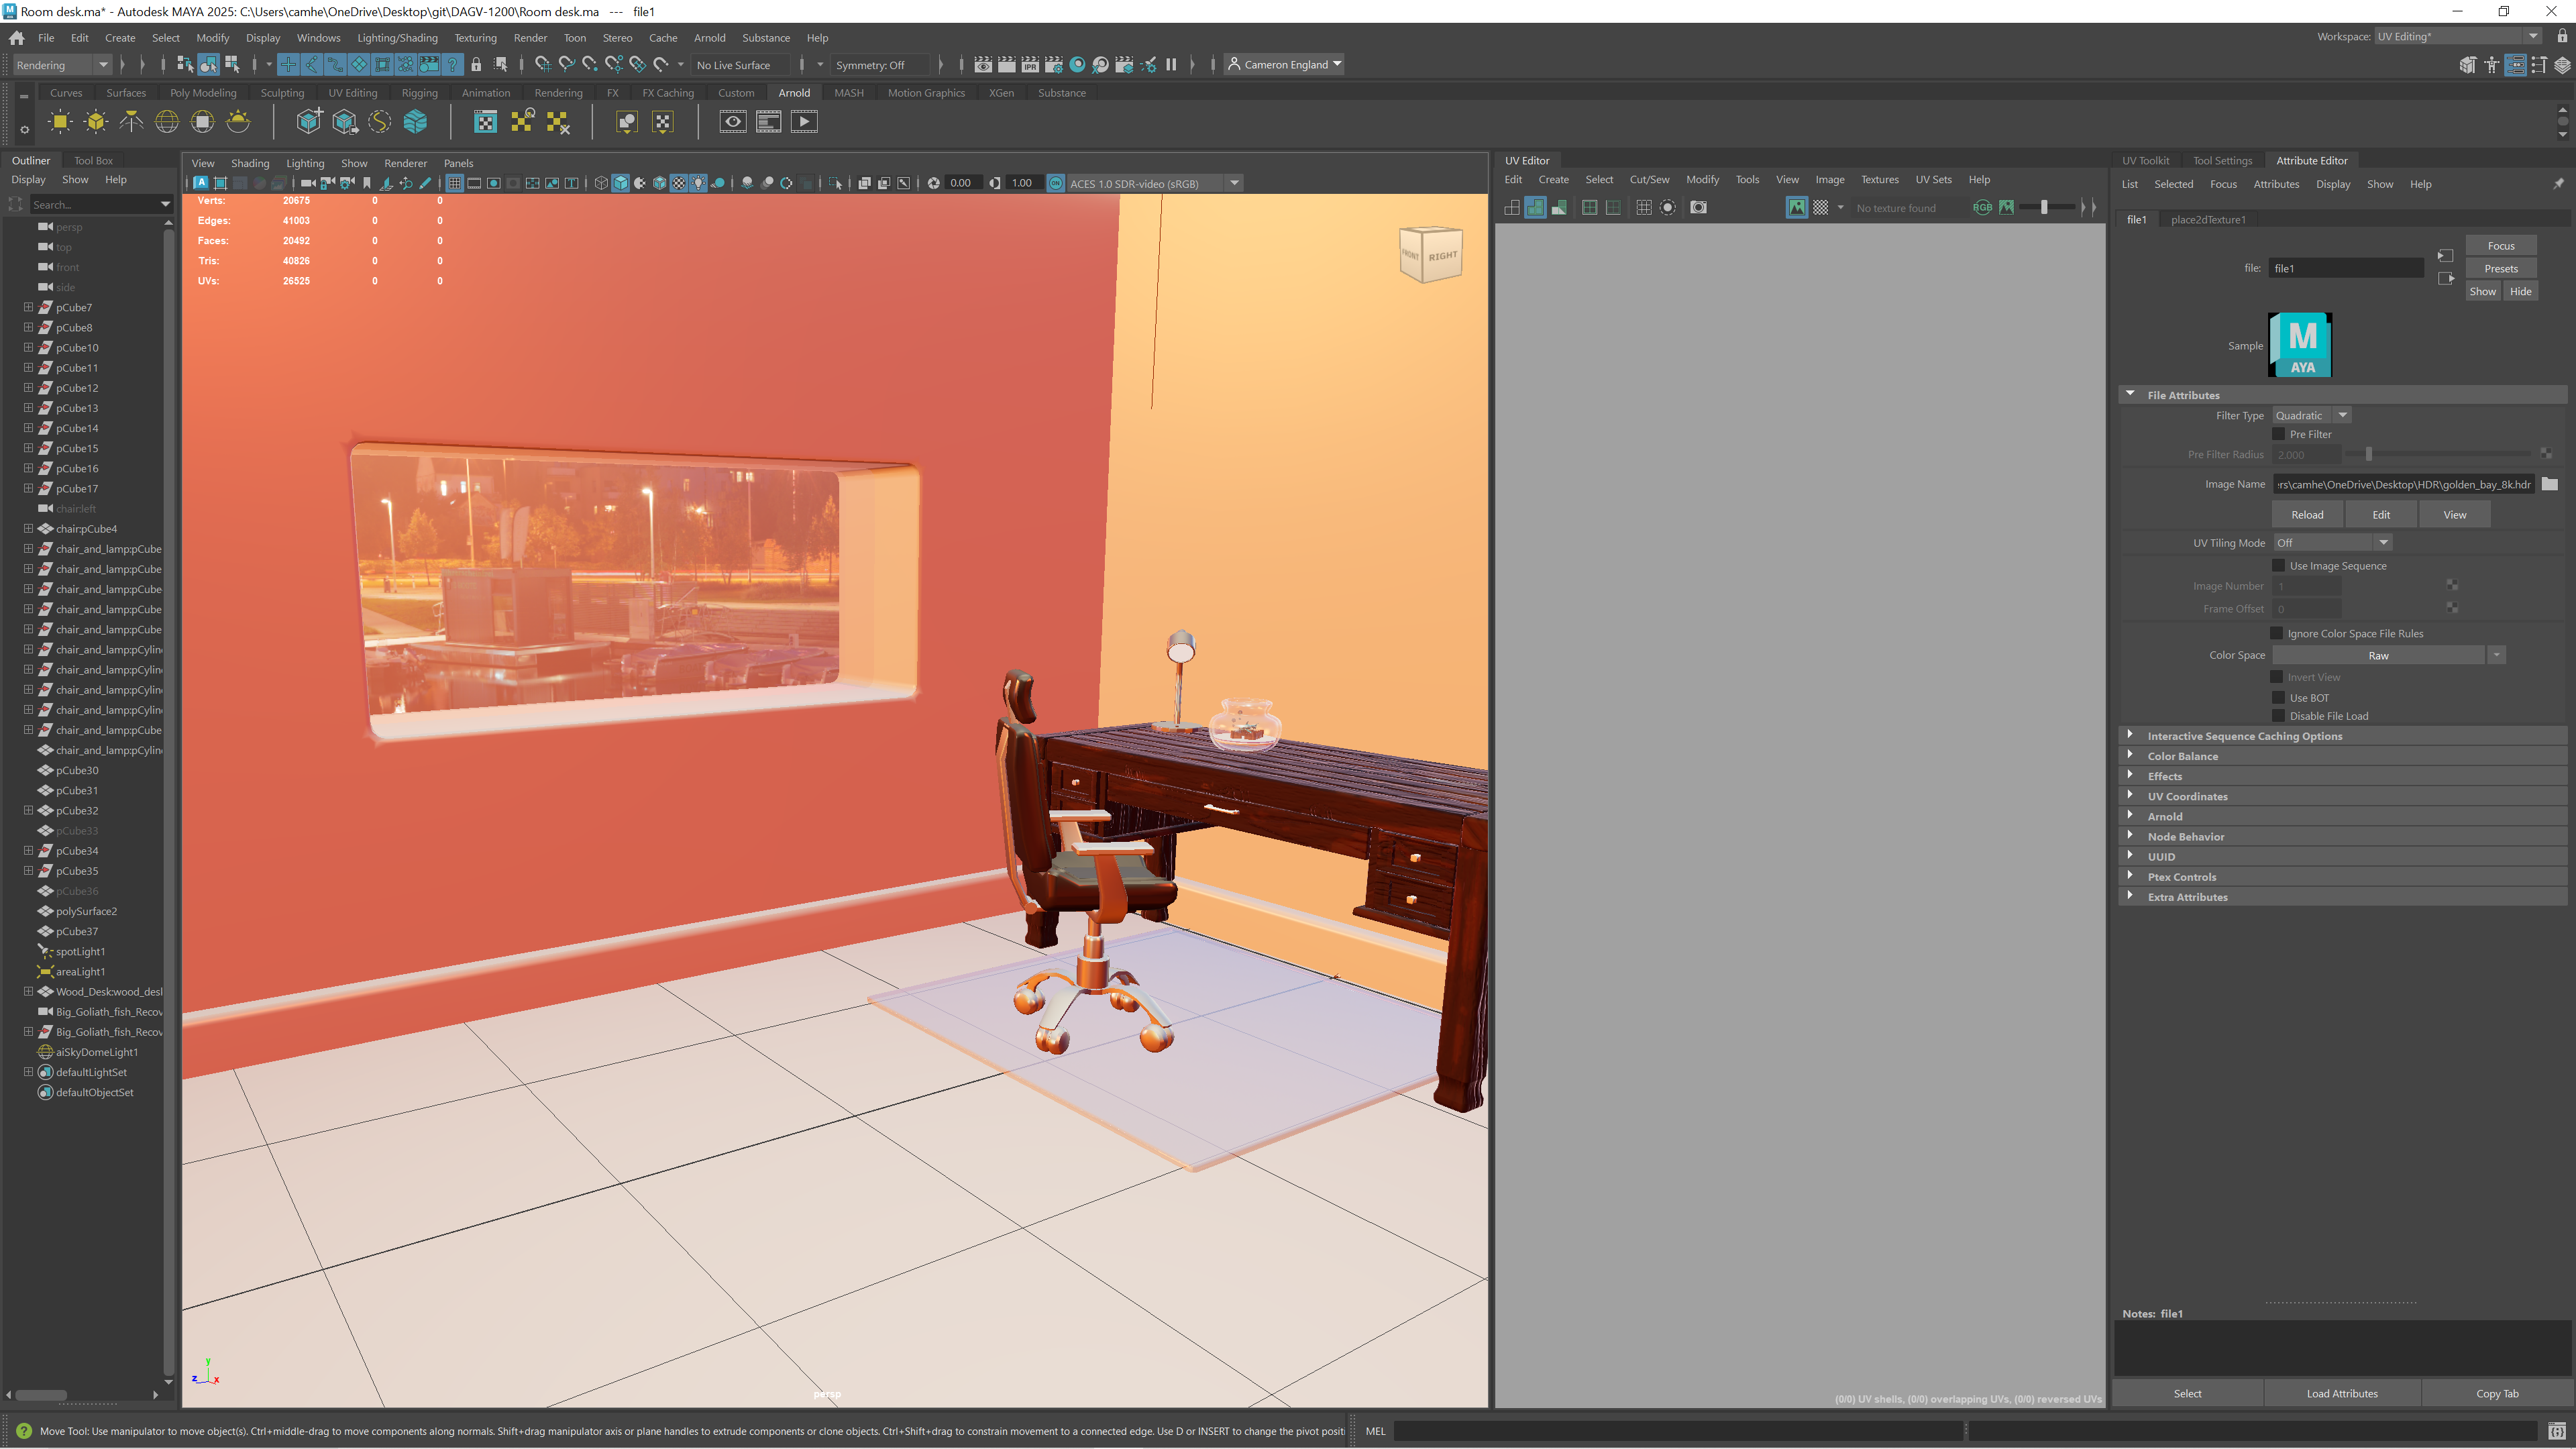 Room desk.ma* - Autodesk MAYA 2025: C:\Users\camhe\OneDrive\Desktop\git\DAGV-1200\Room desk.ma --- file1
File Edit Create Select Modify Display Windows Lighting/Shading Texturing Render Toon Stereo Cache Arnold Substance Help
Workspace: UV Editing*
Rendering
No Live Surface
Symmetry: Off
IPR
Cameron England
Curves Surfaces Poly Modeling Sculpting UV Editing Rigging Animation Rendering FX FX Caching Custom Arnold MASH Motion Graphics XGen Substance
Outliner Tool Box
Display Show Help
Search...
persp
top
front
side
pCube7
pCube8
pCube10
pCube11
pCube12
pCube13
pCube14
pCube15
pCube16
pCube17
chair:left
chair:pCube4
chair_and_lamp:pCube
chair_and_lamp:pCube
chair_and_lamp:pCube
chair_and_lamp:pCube
chair_and_lamp:pCube
chair_and_lamp:pCylin
chair_and_lamp:pCylin
chair_and_lamp:pCylin
chair_and_lamp:pCylin
chair_and_lamp:pCube
chair_and_lamp:pCylin
pCube30
pCube31
pCube32
pCube33
pCube34
pCube35
pCube36
polySurface2
pCube37
spotLight1
areaLight1
Wood_Desk:wood_desl
Big_Goliath_fish_Recov
Big_Goliath_fish_Recov
aiSkyDomeLight1
defaultLightSet
defaultObjectSet
View Shading Lighting Show Renderer Panels
0.00 1.00 ON ACES 1.0 SDR-video (sRGB)
Verts: 20675 0 0
Edges: 41003 0 0
Faces: 20492 0 0
Tris: 40826 0 0
UVs: 26525 0 0
FRONT RIGHT
y
z x
persp
UV Editor
Edit Create Select Cut/Sew Modify Tools View Image Textures UV Sets Help
No texture found
RGB
(0/0) UV shells, (0/0) overlapping UVs, (0/0) reversed UVs
UV Toolkit Tool Settings Attribute Editor
List Selected Focus Attributes Display Show Help
file1 place2dTexture1
file: file1
Focus
Presets
Show Hide
Sample
M
AYA
File Attributes
Filter Type Quadratic
Pre Filter
Pre Filter Radius 2.000
Image Name rs\camhe\OneDrive\Desktop\HDR\golden_bay_8k.hdr
Reload Edit View
UV Tiling Mode Off
Use Image Sequence
Image Number 1
Frame Offset 0
Ignore Color Space File Rules
Color Space Raw
Invert View
Use BOT
Disable File Load
Interactive Sequence Caching Options
Color Balance
Effects
UV Coordinates
Arnold
Node Behavior
UUID
Ptex Controls
Extra Attributes
Notes: file1
Select Load Attributes Copy Tab
Move Tool: Use manipulator to move object(s). Ctrl+middle-drag to move components along normals. Shift+drag manipulator axis or plane handles to extrude components or clone objects. Ctrl+Shift+drag to constrain movement to a connected edge. Use D or INSERT to change the pivot positi
MEL